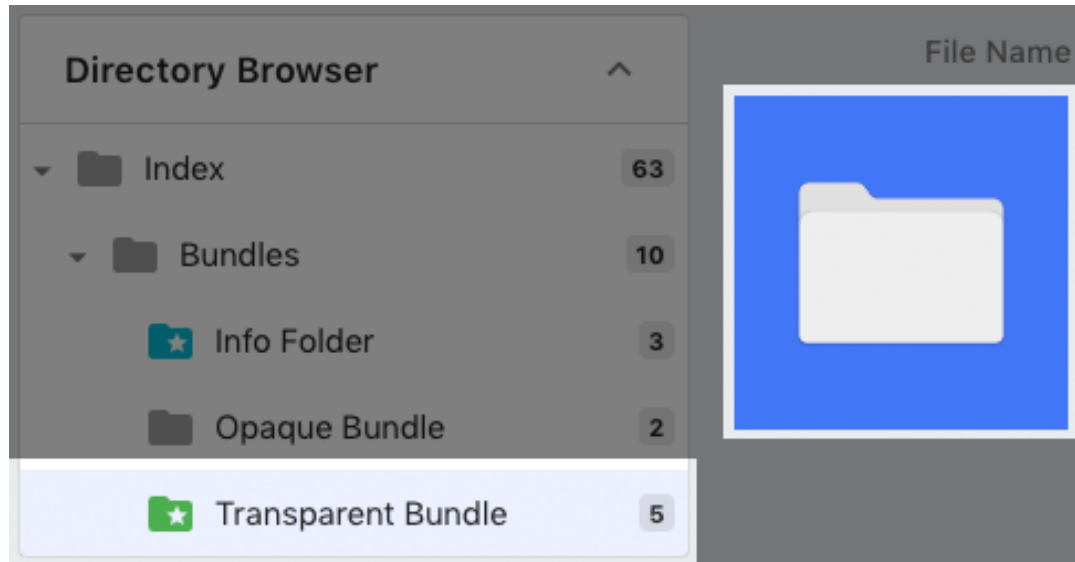 Directory Browser
File Name
Index 63
Bundles 10
Info Folder 3
Opaque Bundle 2
Transparent Bundle 5